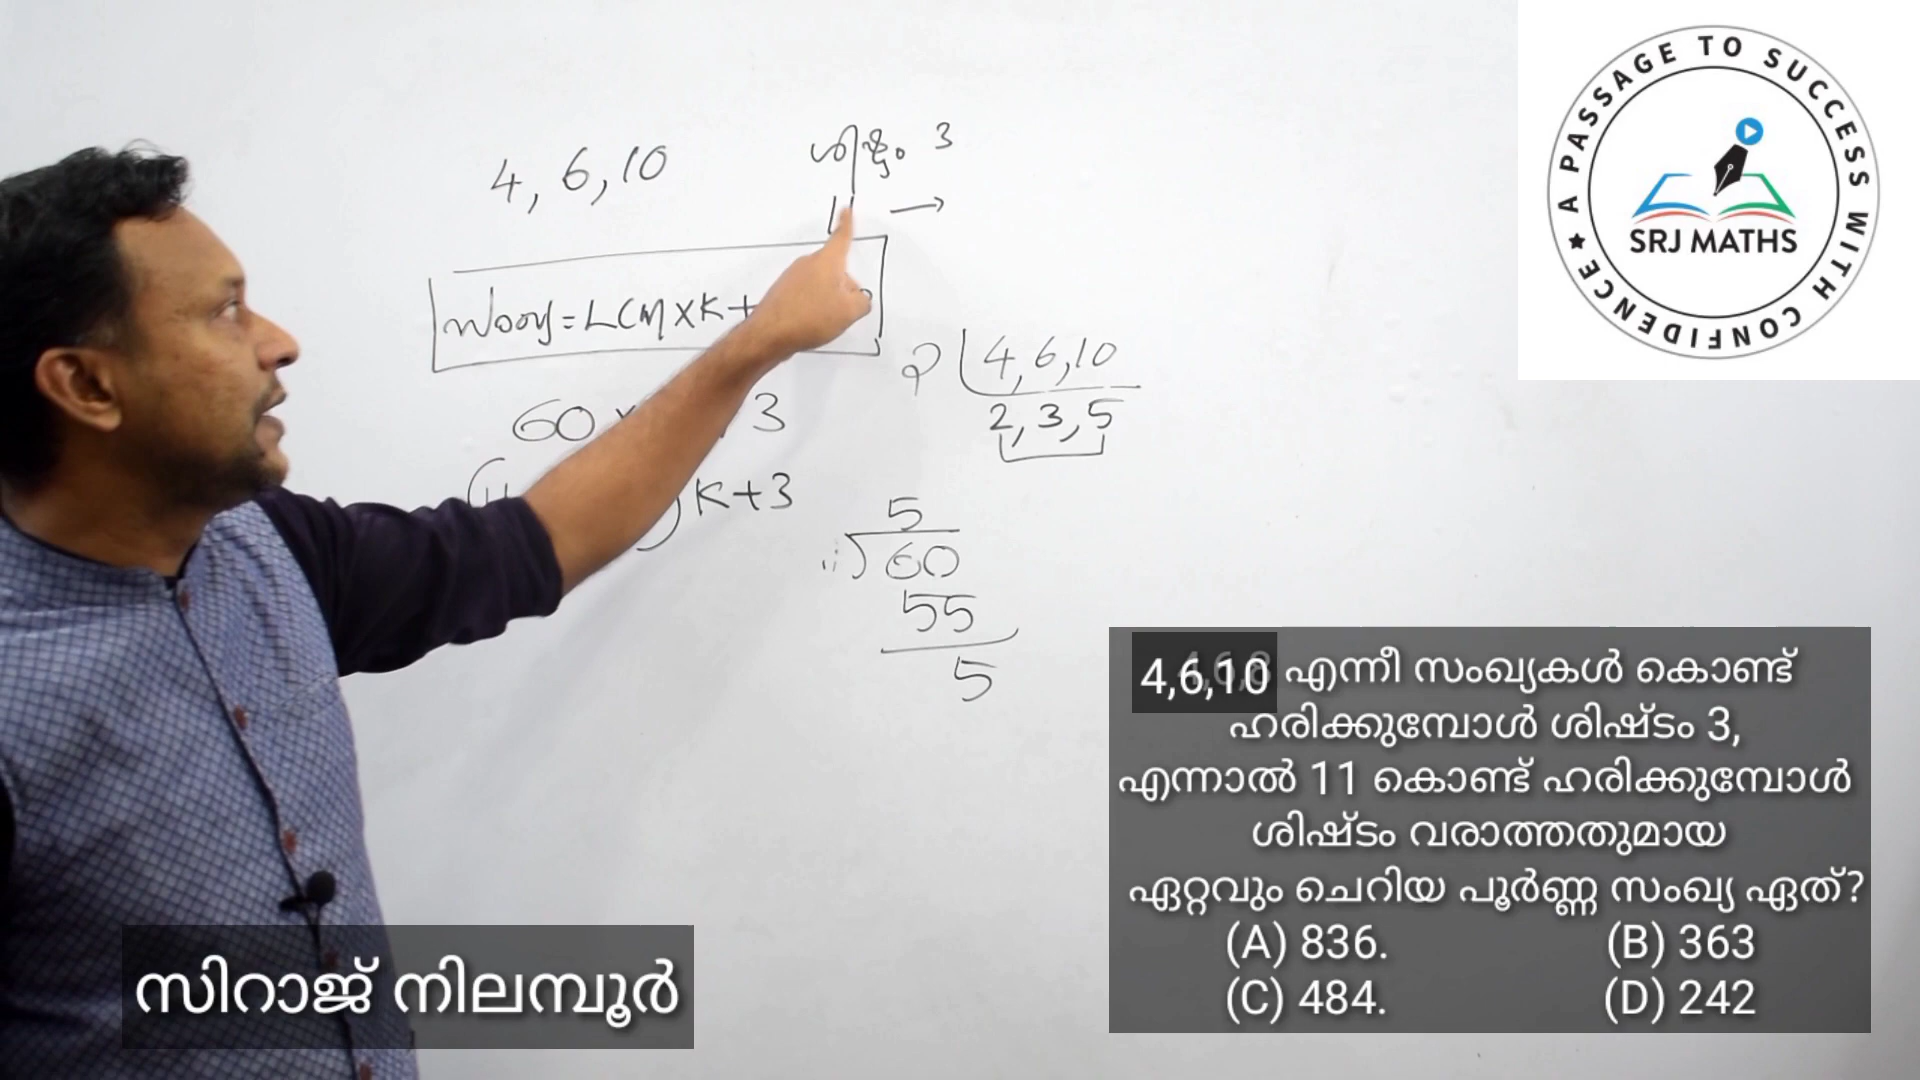 4, 6, 10
ശിഷ്ടം 3
11 →
സംഖ്യ = LCM x K +
60 x
, 3
) K + 3
2 4, 6, 10
2, 3, 5
5
11 60
55
5
A PASSAGE TO SUCCESS WITH CONFIDENCE ★
SRJ MATHS
4,6,10 എന്നീ സംഖ്യകൾ കൊണ്ട്
ഹരിക്കുമ്പോൾ ശിഷ്ടം 3,
എന്നാൽ 11 കൊണ്ട് ഹരിക്കുമ്പോൾ
ശിഷ്ടം വരാത്തതുമായ
ഏറ്റവും ചെറിയ പൂർണ്ണ സംഖ്യ ഏത്?
(A) 836. (B) 363
(C) 484. (D) 242
സിറാജ് നിലമ്പൂർ